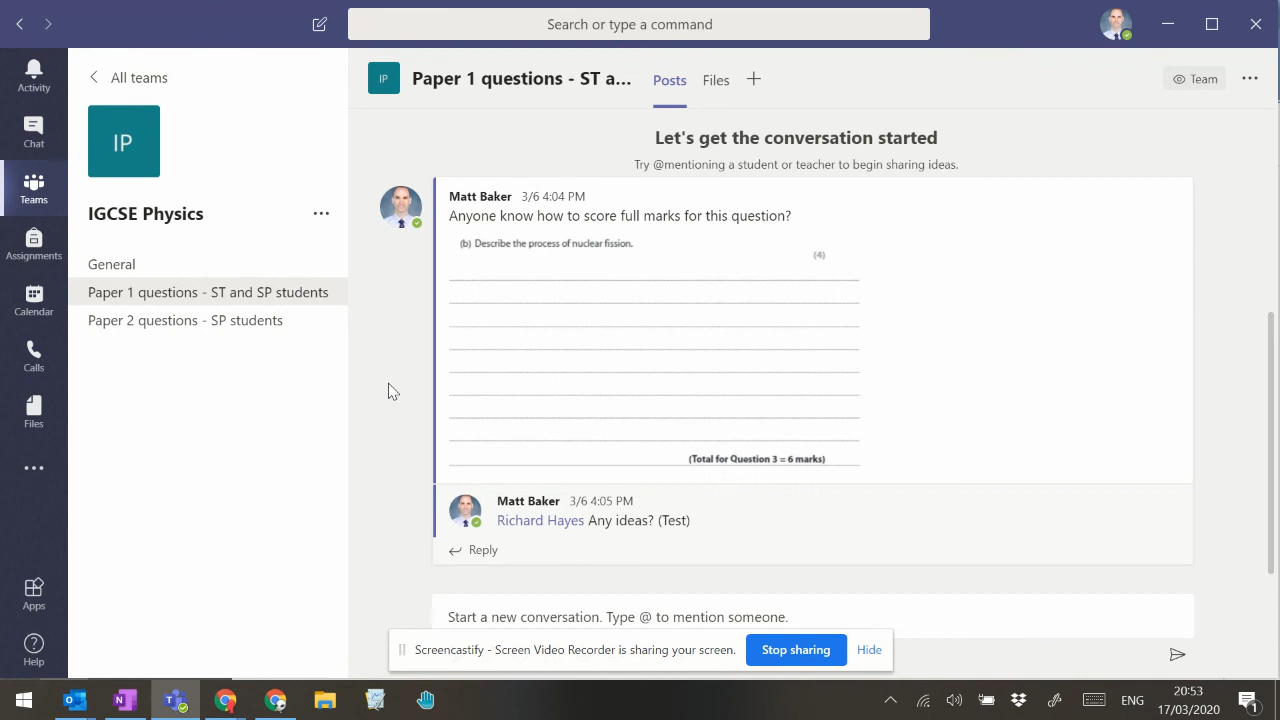 Search or type a command
Activity
Chat
Teams
Assignments
Calendar
Calls
Files
Apps
Help
All teams
IP
IGCSE Physics
General
Paper 1 questions - ST and SP students
Paper 2 questions - SP students
IP
Paper 1 questions - ST a...
Posts
Files
Team
Let's get the conversation started
Try @mentioning a student or teacher to begin sharing ideas.
Matt Baker 3/6 4:04 PM
Anyone know how to score full marks for this question?
(b) Describe the process of nuclear fission.
(4)
(Total for Question 3 = 6 marks)
Matt Baker 3/6 4:05 PM
Richard Hayes Any ideas? (Test)
Reply
Start a new conversation. Type @ to mention someone.
Screencastify - Screen Video Recorder is sharing your screen.
Stop sharing
Hide
ENG
20:53
17/03/2020
1